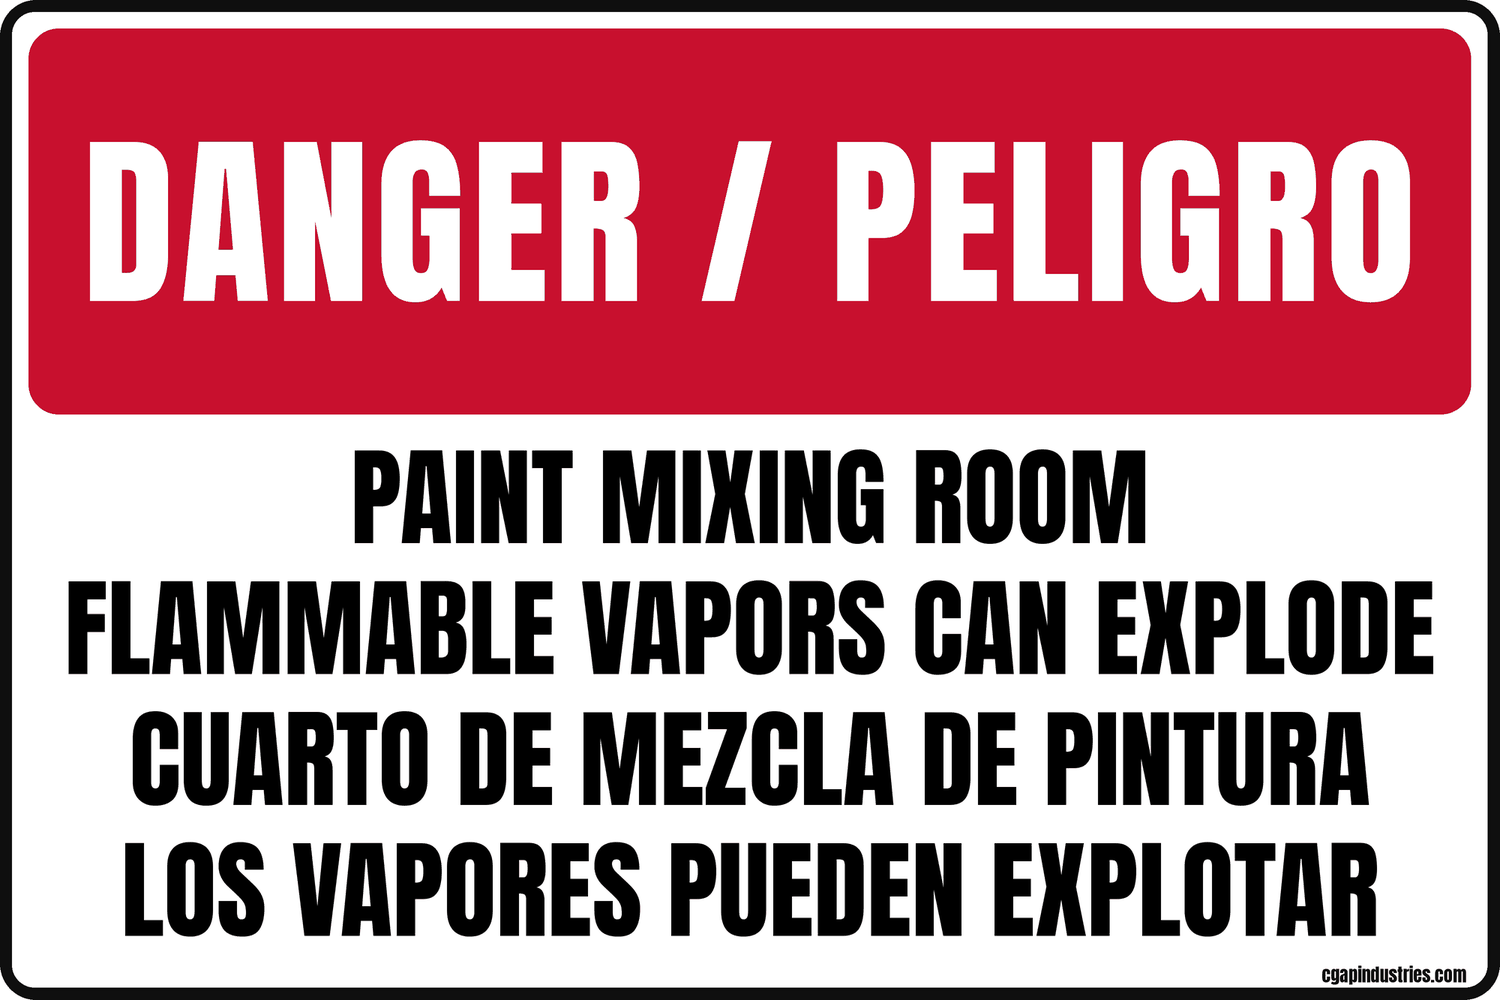 DANGER / PELIGRO
PAINT MIXING ROOM
FLAMMABLE VAPORS CAN EXPLODE
CUARTO DE MEZCLA DE PINTURA
LOS VAPORES PUEDEN EXPLOTAR
cgapindustries.com